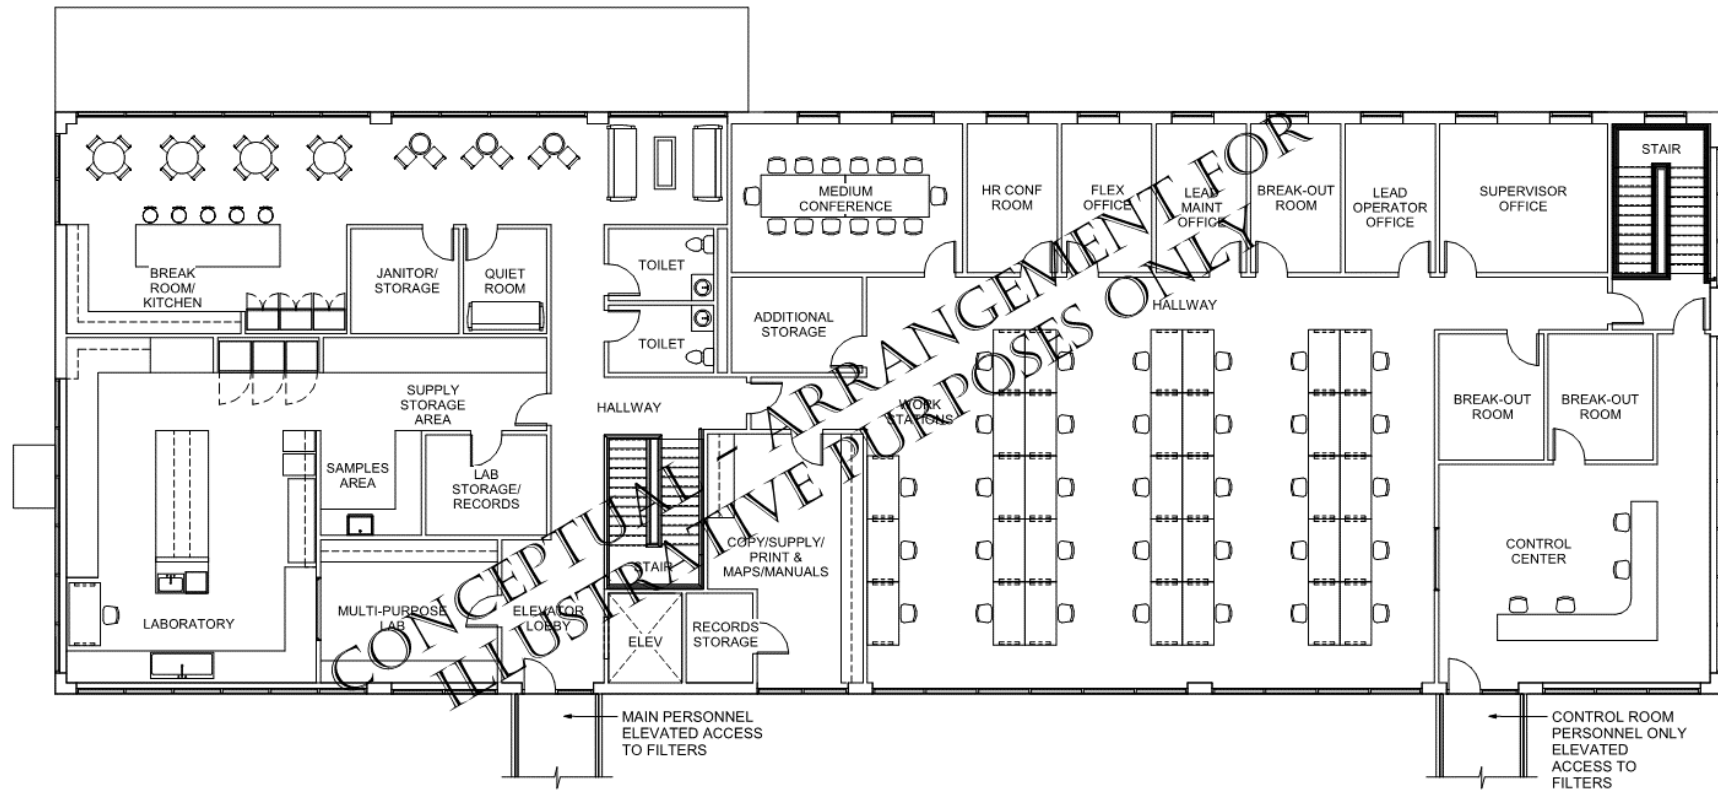 STAIR
MEDIUM
CONFERENCE
HR CONF
ROOM
FLEX
OFFICE
LEAD
MAINT
OFFICE
BREAK-OUT
ROOM
LEAD
OPERATOR
OFFICE
SUPERVISOR
OFFICE
BREAK
ROOM/
KITCHEN
JANITOR/
STORAGE
QUIET
ROOM
TOILET
TOILET
ADDITIONAL
STORAGE
HALLWAY
SUPPLY
STORAGE
AREA
HALLWAY
WORK
STATIONS
BREAK-OUT
ROOM
BREAK-OUT
ROOM
SAMPLES
AREA
LAB
STORAGE/
RECORDS
COPY/SUPPLY/
PRINT &
MAPS/MANUALS
STAIR
CONTROL
CENTER
LABORATORY
MULTI-PURPOSE
LAB
ELEVATOR
LOBBY
ELEV
RECORDS
STORAGE
CONCEPTUAL - ARRANGEMENT FOR
ILLUSTRATIVE PURPOSES ONLY
MAIN PERSONNEL
ELEVATED ACCESS
TO FILTERS
CONTROL ROOM
PERSONNEL ONLY
ELEVATED
ACCESS TO
FILTERS